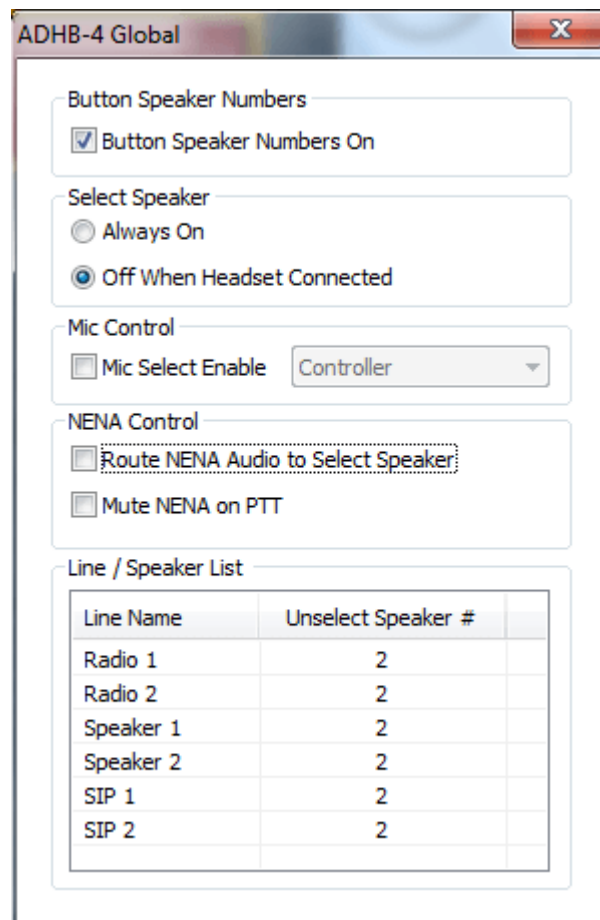 ADHB-4 Global
Button Speaker Numbers
Button Speaker Numbers On
Select Speaker
Always On
Off When Headset Connected
Mic Control
Mic Select Enable Controller
NENA Control
Route NENA Audio to Select Speaker
Mute NENA on PTT
Line / Speaker List
Line Name Unselect Speaker #
Radio 1 2
Radio 2 2
Speaker 1 2
Speaker 2 2
SIP 1 2
SIP 2 2